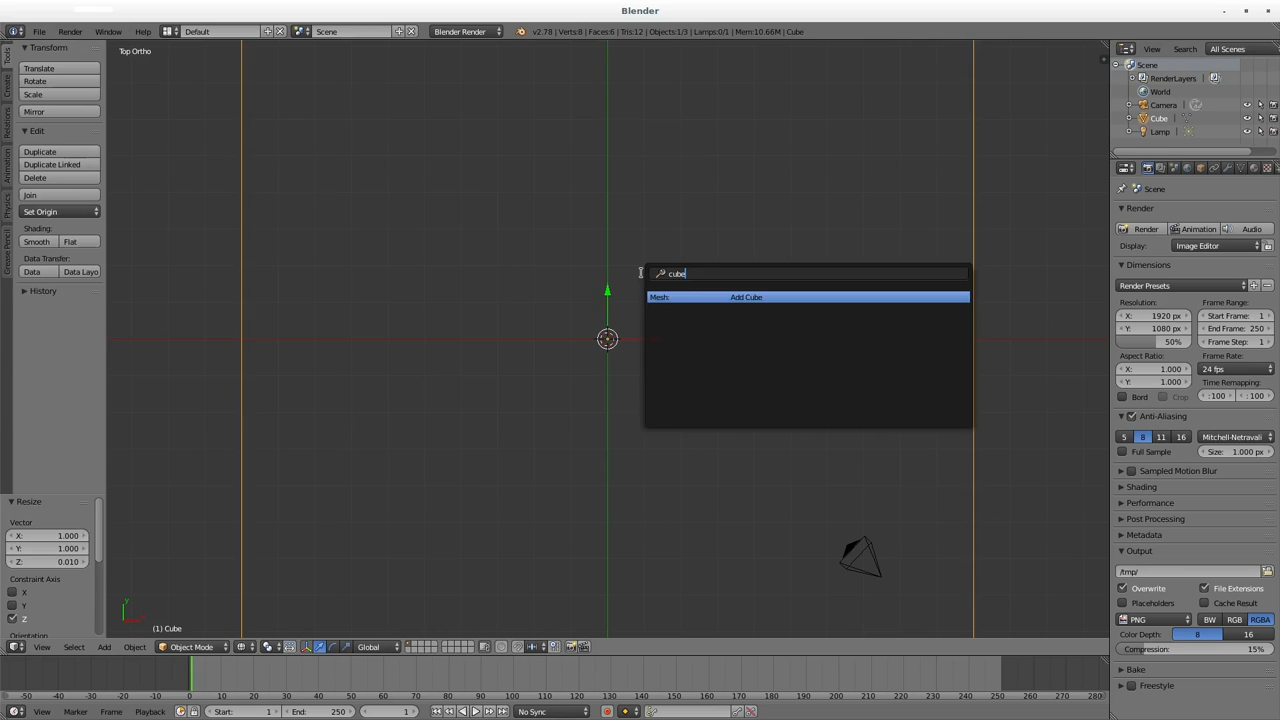 Blender
File
Render
Window
Help
Default
Scene
Blender Render
v2.78 | Verts:8 | Faces:6 | Tris:12 | Objects:1/3 | Lamps:0/1 | Mem:10.66M | Cube
Tools
Create
Relations
Animation
Physics
Grease Pencil
Transform
Translate
Rotate
Scale
Mirror
Edit
Duplicate
Duplicate Linked
Delete
Join
Set Origin
Shading:
Smooth
Flat
Data Transfer:
Data
Data Layo
History
Resize
Vector
X: 1.000
Y: 1.000
Z: 0.010
Constraint Axis
X
Y
Z
Orientation
Top Ortho
cube
Mesh: Add Cube
y
(1) Cube
View
Select
Add
Object
Object Mode
Global
-50 -40 -30 -20 -10 0 10 20 30 40 50 60 70 80 90 100 110 120 130 140 150 160 170 180 190 200 210 220 230 240 250 260 270 280
View
Marker
Frame
Playback
Start: 1
End: 250
1
No Sync
View
Search
All Scenes
Scene
RenderLayers
World
Camera
Cube
Lamp
Scene
Render
Render
Animation
Audio
Display:
Image Editor
Dimensions
Render Presets
Resolution:
Frame Range:
X: 1920 px
Start Frame: 1
Y: 1080 px
End Frame: 250
50%
Frame Step: 1
Aspect Ratio:
Frame Rate:
X: 1.000
24 fps
Y: 1.000
Time Remapping:
Bord
Crop
:100
:100
Anti-Aliasing
5
8
11
16
Mitchell-Netravali
Full Sample
Size: 1.000 px
Sampled Motion Blur
Shading
Performance
Post Processing
Metadata
Output
/tmp/
Overwrite
File Extensions
Placeholders
Cache Result
PNG
BW
RGB
RGBA
Color Depth:
8
16
Compression: 15%
Bake
Freestyle